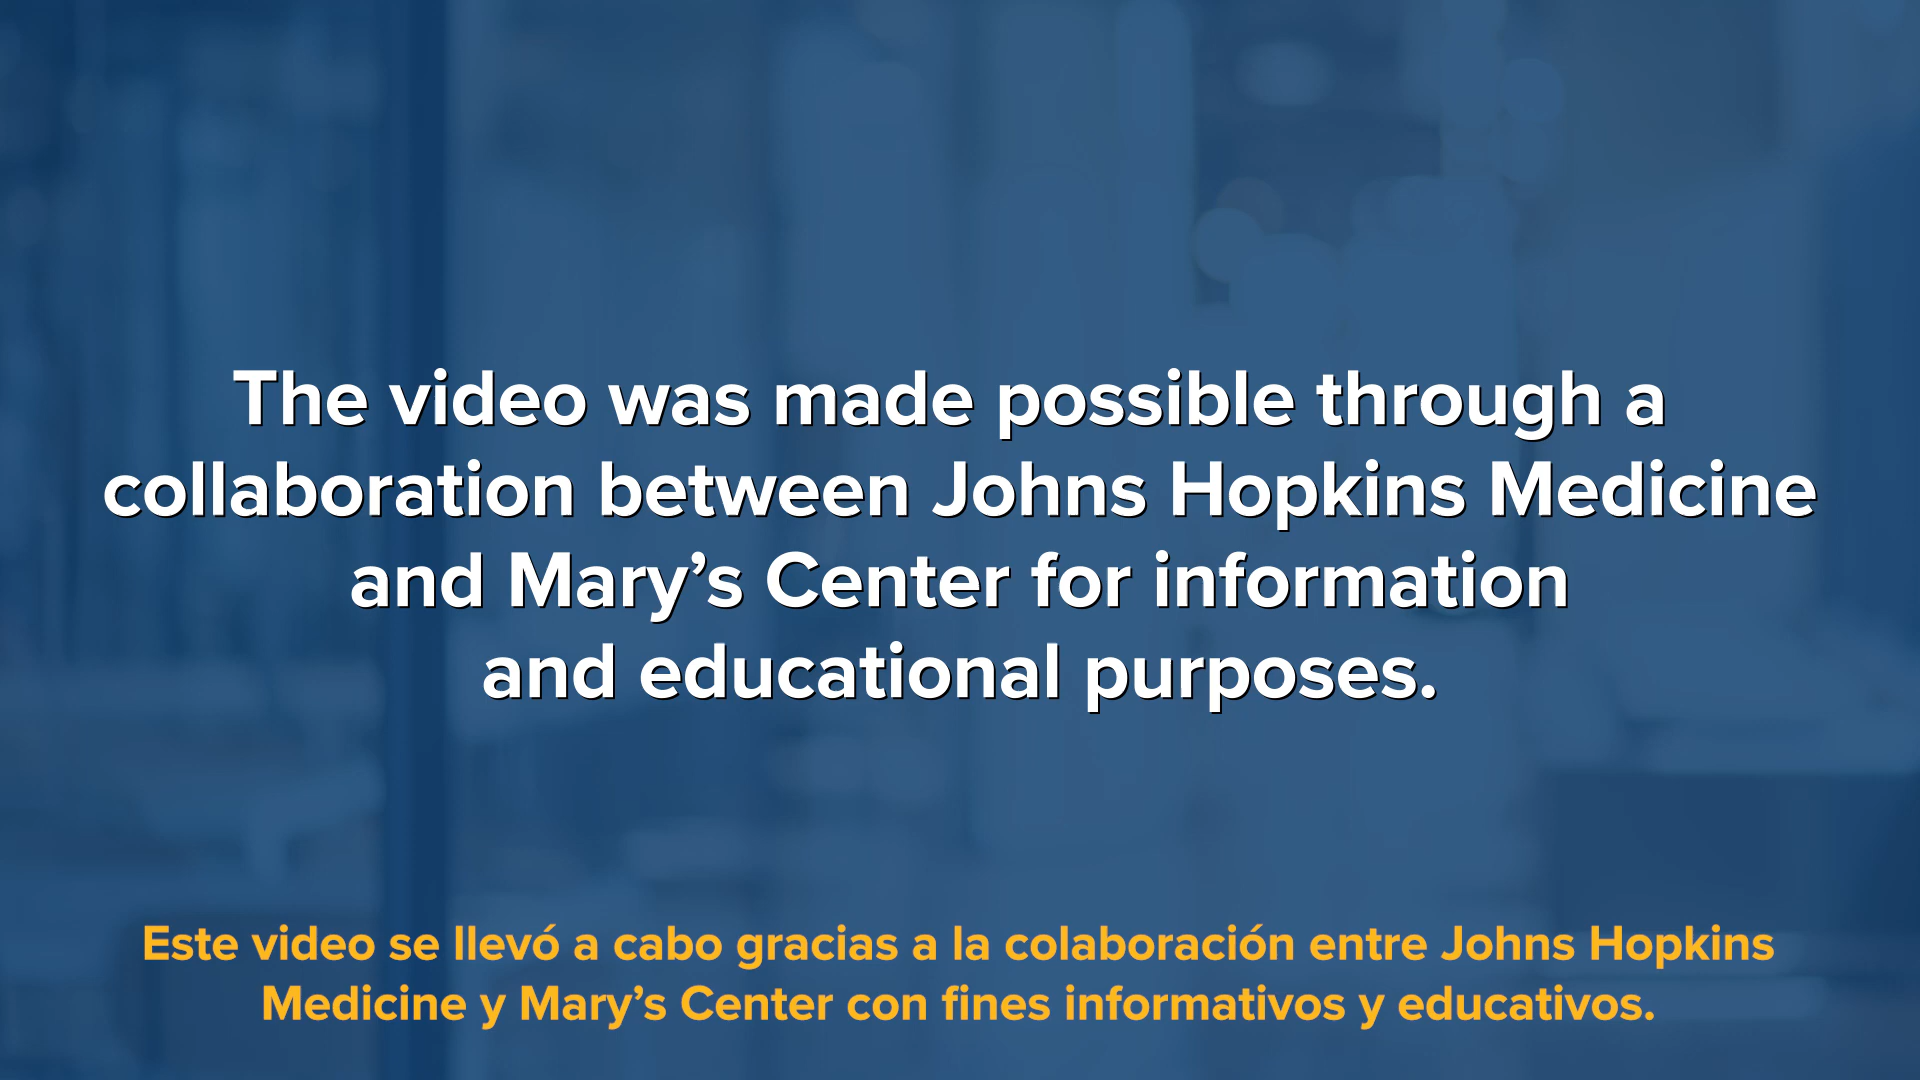 The video was made possible through a
collaboration between Johns Hopkins Medicine
and Mary’s Center for information
and educational purposes.
Este video se llevó a cabo gracias a la colaboración entre Johns Hopkins
Medicine y Mary’s Center con fines informativos y educativos.